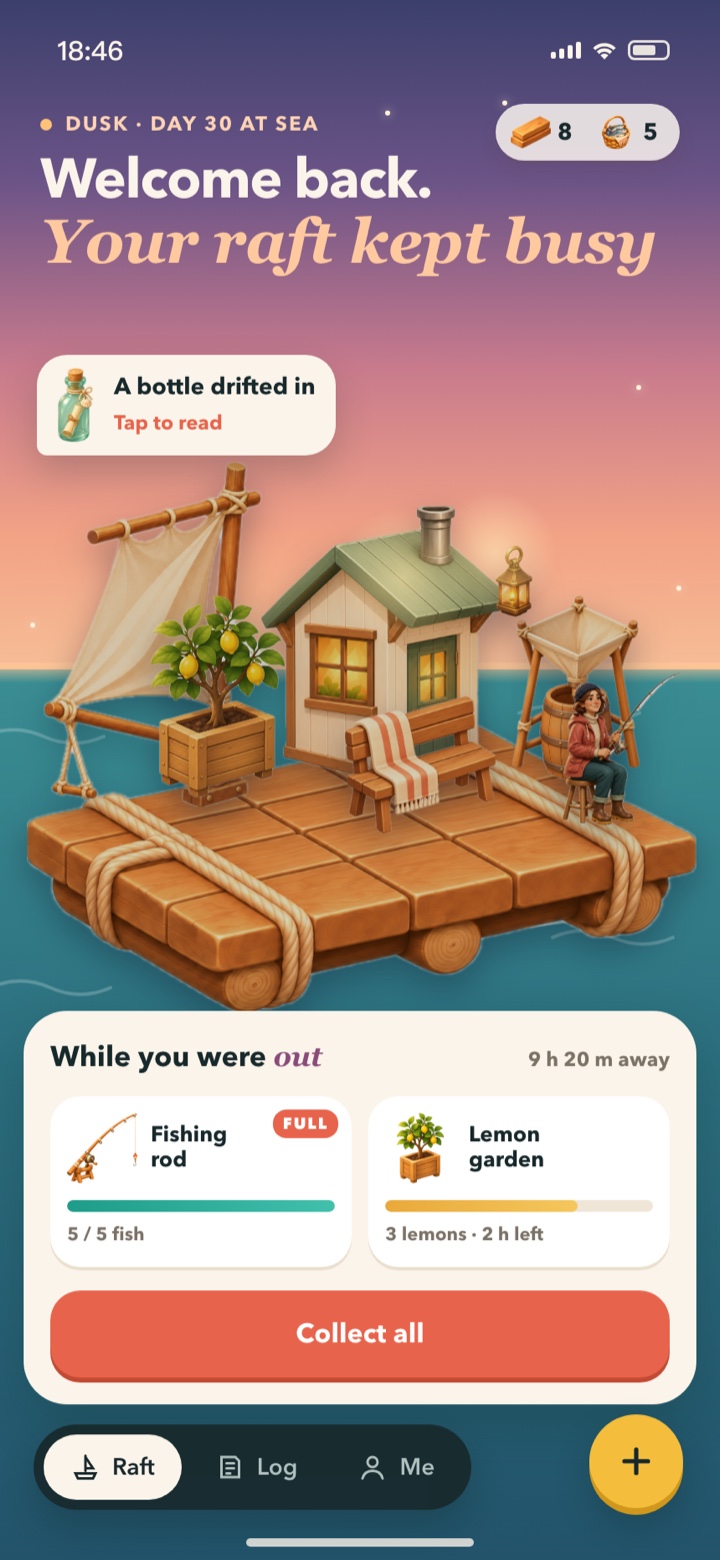 18:46
DUSK · DAY 30 AT SEA
8 5
Welcome back.
Your raft kept busy
A bottle drifted in
Tap to read
While you were out
9 h 20 m away
Fishing
rod
FULL
5 / 5 fish
Lemon
garden
3 lemons · 2 h left
Collect all
Raft
Log
Me
+